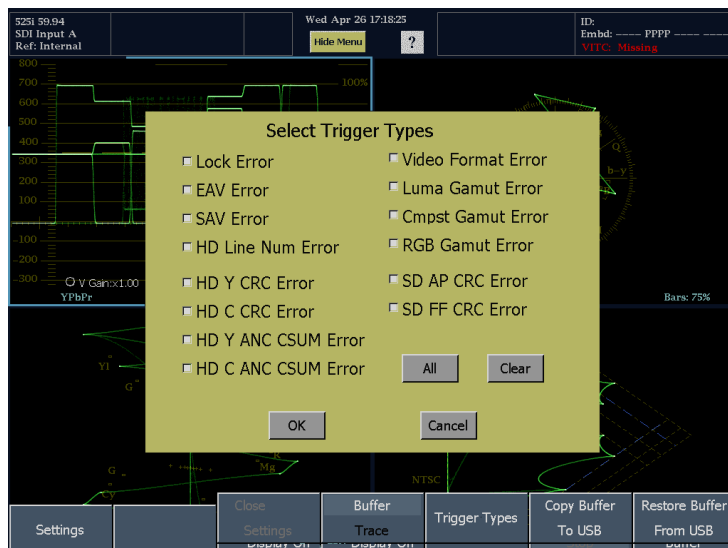 525i 59.94
SDI Input A
Ref: Internal
Wed Apr 26 17:18:25
Hide Menu
?
ID:
Embd: ---- PPPP ---- ----
VITC: Missing
800
700
600
500
400
300
200
100
-100
-200
-300
100%
V Gain:x1.00
YPbPr
b-y
Q
Bars: 75%
Select Trigger Types
Lock Error
EAV Error
SAV Error
HD Line Num Error
HD Y CRC Error
HD C CRC Error
HD Y ANC CSUM Error
HD C ANC CSUM Error
Video Format Error
Luma Gamut Error
Cmpst Gamut Error
RGB Gamut Error
SD AP CRC Error
SD FF CRC Error
All
Clear
OK
Cancel
Yl
G
G
Cy
R
Mg
NTSC
Settings
Close
Settings
Display On
Buffer
Trace
Display On
Trigger Types
Copy Buffer
To USB
Restore Buffer
From USB
Buffer